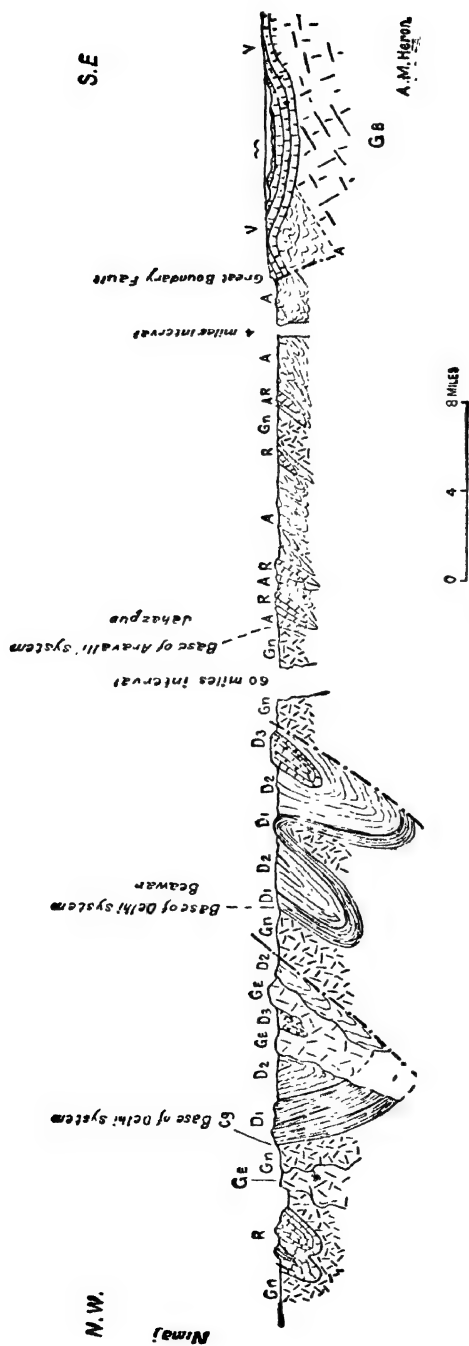 N.W.
S.E
Nimaj
Base of Delhi system
Base of Delhi system
Beawar
60 miles interval
Base of Aravalli system
Jahazpur
4 miles interval
Great Boundary Fault
Gn R GE Gn Cg D1 D2 GE D3 GE D2 Gn D1 D2 D1 D2 D3 Gn
Gn A R A R A R Gn AR A
A V V
A
GB
0 4 8 MILES
A.M. Heron.